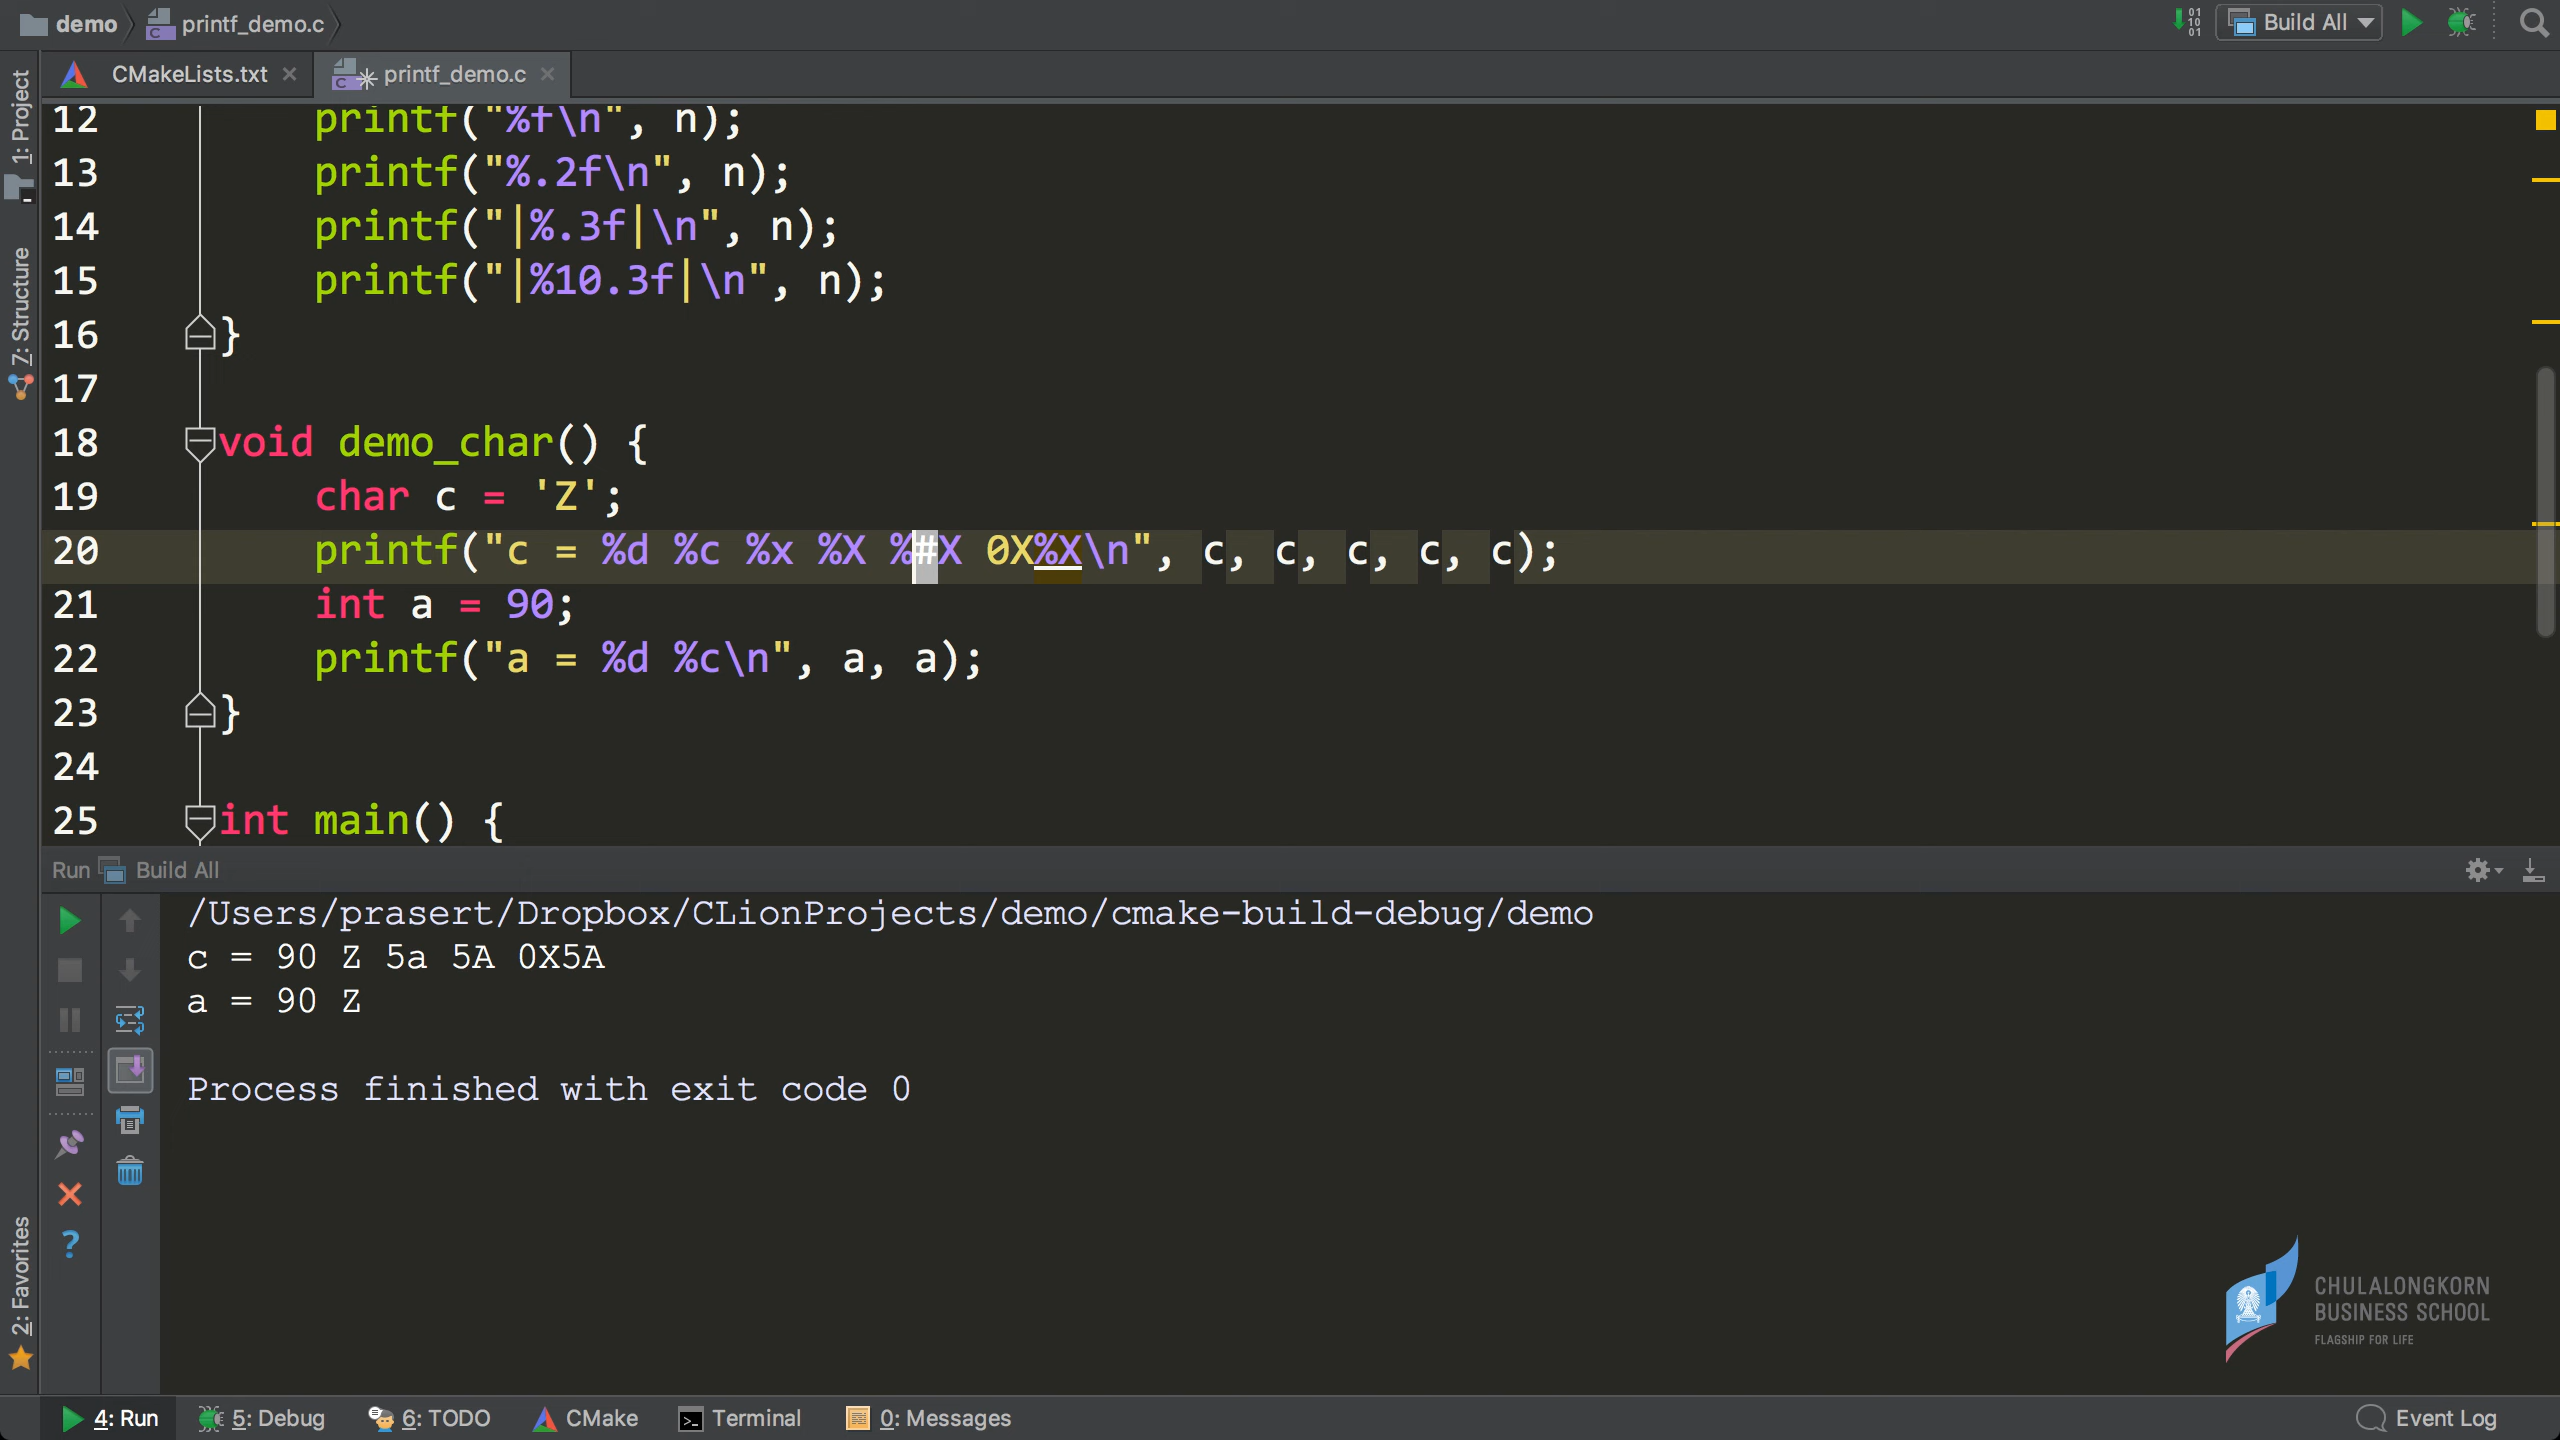 demo printf_demo.c
Build All
CMakeLists.txt printf_demo.c
1: Project
7: Structure
2: Favorites
12 printf("%f\n", n);
13 printf("%.2f\n", n);
14 printf("|%.3f|\n", n);
15 printf("|%10.3f|\n", n);
16 }
17
18 void demo_char() {
19 char c = 'Z';
20 printf("c = %d %c %x %X %#X 0X%X\n", c, c, c, c, c);
21 int a = 90;
22 printf("a = %d %c\n", a, a);
23 }
24
25 int main() {
Run Build All
/Users/prasert/Dropbox/CLionProjects/demo/cmake-build-debug/demo
c = 90 Z 5a 5A 0X5A
a = 90 Z
Process finished with exit code 0
CHULALONGKORN
BUSINESS SCHOOL
FLAGSHIP FOR LIFE
4: Run 5: Debug 6: TODO CMake Terminal 0: Messages Event Log